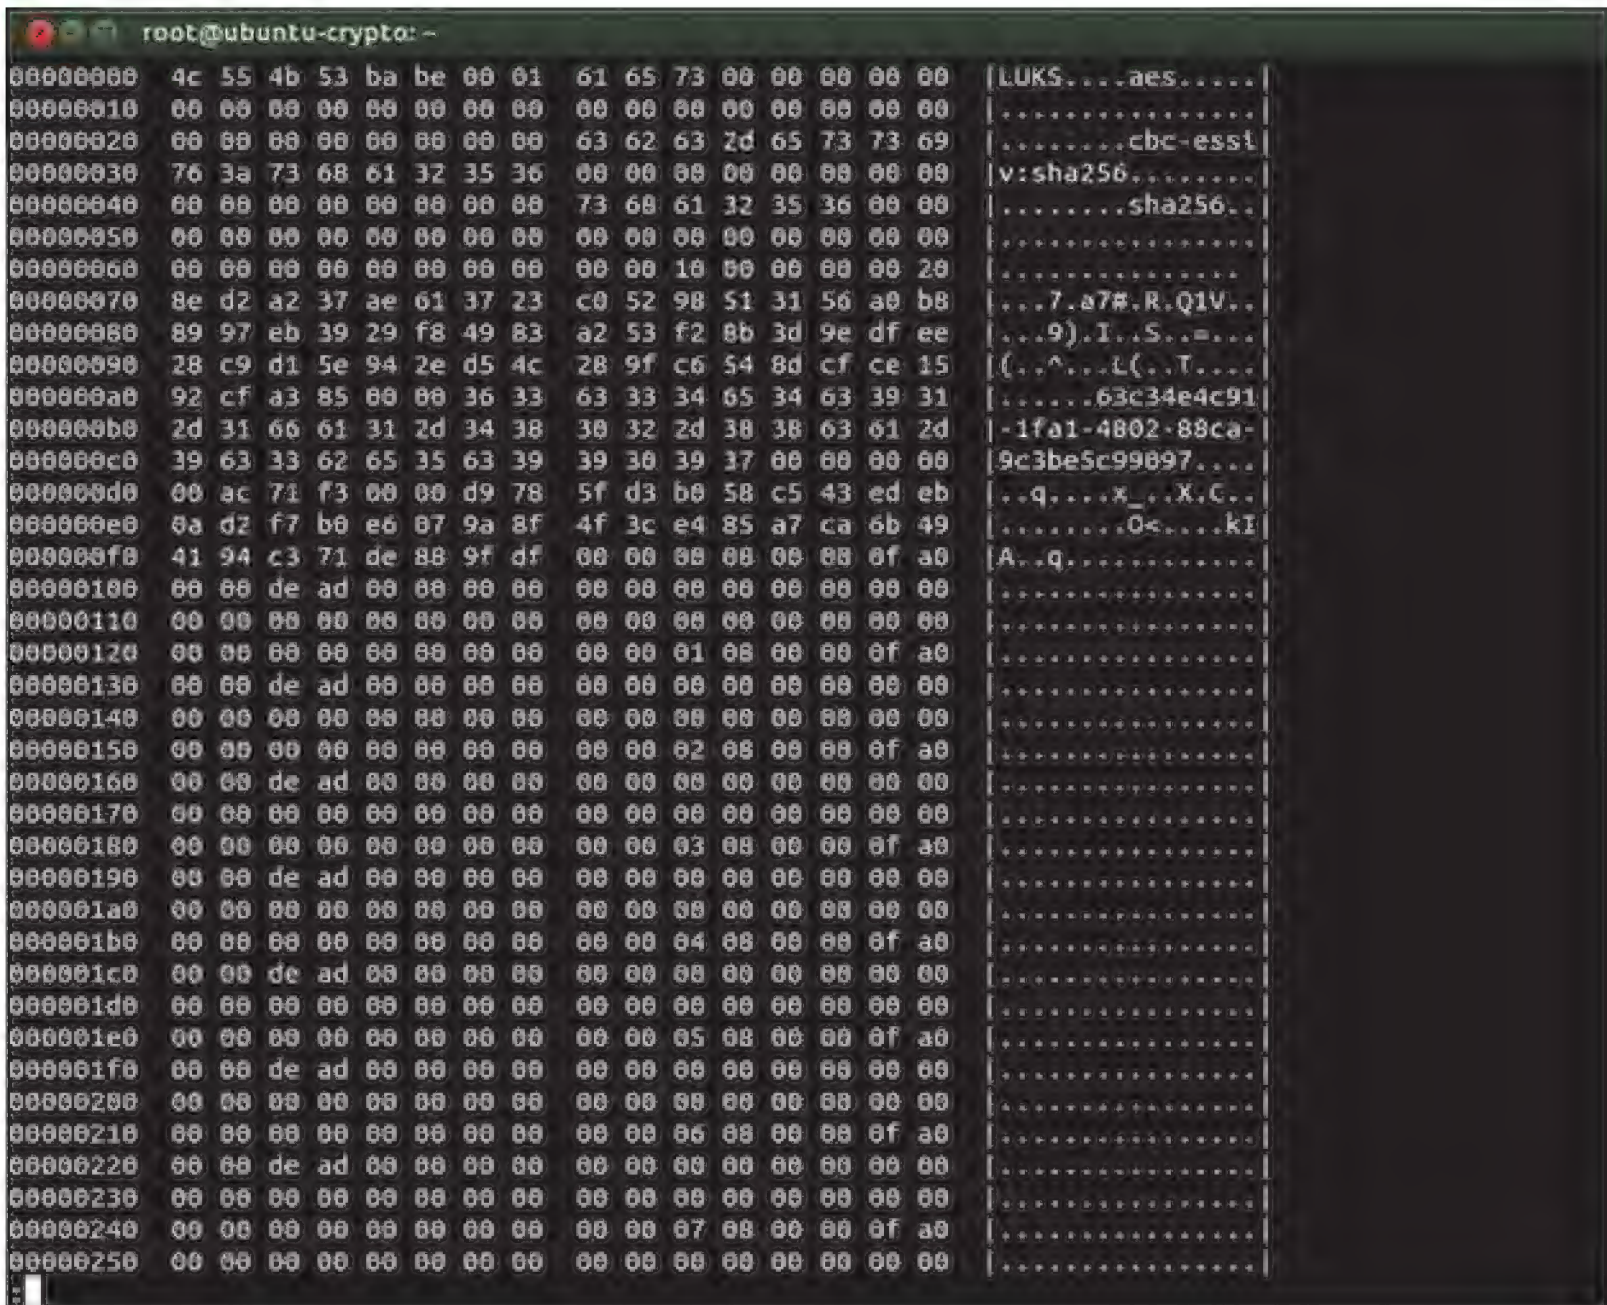 root@ubuntu-crypto: ~
00000000  4c 55 4b 53 ba be 00 01  61 65 73 00 00 00 00 00  |LUKS....aes.....|
00000010  00 00 00 00 00 00 00 00  00 00 00 00 00 00 00 00  |................|
00000020  00 00 00 00 00 00 00 00  63 62 63 2d 65 73 73 69  |........cbc-essi|
00000030  76 3a 73 68 61 32 35 36  00 00 00 00 00 00 00 00  |v:sha256........|
00000040  00 00 00 00 00 00 00 00  73 68 61 32 35 36 00 00  |........sha256..|
00000050  00 00 00 00 00 00 00 00  00 00 00 00 00 00 00 00  |................|
00000060  00 00 00 00 00 00 00 00  00 00 10 00 00 00 00 20  |............... |
00000070  8e d2 a2 37 ae 61 37 23  c0 52 98 51 31 56 a0 b8  |...7.a7#.R.Q1V..|
00000080  89 97 eb 39 29 f8 49 83  a2 53 f2 8b 3d 9e df ee  |...9).I..S..=...|
00000090  28 c9 d1 5e 94 2e d5 4c  28 9f c6 54 8d cf ce 15  |(..^...L(..T....|
000000a0  92 cf a3 85 00 00 36 33  63 33 34 65 34 63 39 31  |......63c34e4c91|
000000b0  2d 31 66 61 31 2d 34 38  30 32 2d 38 38 63 61 2d  |-1fa1-4802-88ca-|
000000c0  39 63 33 62 65 35 63 39  39 30 39 37 00 00 00 00  |9c3be5c99097....|
000000d0  00 ac 71 f3 00 00 d9 78  5f d3 b0 58 c5 43 ed eb  |..q....x_..X.C..|
000000e0  0a d2 f7 b0 e6 07 9a 8f  4f 3c e4 85 a7 ca 6b 49  |........O<....kI|
000000f0  41 94 c3 71 de 88 9f df  00 00 00 08 00 00 0f a0  |A..q............|
00000100  00 00 de ad 00 00 00 00  00 00 00 00 00 00 00 00  |................|
00000110  00 00 00 00 00 00 00 00  00 00 00 00 00 00 00 00  |................|
00000120  00 00 00 00 00 00 00 00  00 00 01 08 00 00 0f a0  |................|
00000130  00 00 de ad 00 00 00 00  00 00 00 00 00 00 00 00  |................|
00000140  00 00 00 00 00 00 00 00  00 00 00 00 00 00 00 00  |................|
00000150  00 00 00 00 00 00 00 00  00 00 02 08 00 00 0f a0  |................|
00000160  00 00 de ad 00 00 00 00  00 00 00 00 00 00 00 00  |................|
00000170  00 00 00 00 00 00 00 00  00 00 00 00 00 00 00 00  |................|
00000180  00 00 00 00 00 00 00 00  00 00 03 08 00 00 0f a0  |................|
00000190  00 00 de ad 00 00 00 00  00 00 00 00 00 00 00 00  |................|
000001a0  00 00 00 00 00 00 00 00  00 00 00 00 00 00 00 00  |................|
000001b0  00 00 00 00 00 00 00 00  00 00 04 08 00 00 0f a0  |................|
000001c0  00 00 de ad 00 00 00 00  00 00 00 00 00 00 00 00  |................|
000001d0  00 00 00 00 00 00 00 00  00 00 00 00 00 00 00 00  |................|
000001e0  00 00 00 00 00 00 00 00  00 00 05 08 00 00 0f a0  |................|
000001f0  00 00 de ad 00 00 00 00  00 00 00 00 00 00 00 00  |................|
00000200  00 00 00 00 00 00 00 00  00 00 00 00 00 00 00 00  |................|
00000210  00 00 00 00 00 00 00 00  00 00 06 08 00 00 0f a0  |................|
00000220  00 00 de ad 00 00 00 00  00 00 00 00 00 00 00 00  |................|
00000230  00 00 00 00 00 00 00 00  00 00 00 00 00 00 00 00  |................|
00000240  00 00 00 00 00 00 00 00  00 00 07 08 00 00 0f a0  |................|
00000250  00 00 00 00 00 00 00 00  00 00 00 00 00 00 00 00  |................|
: